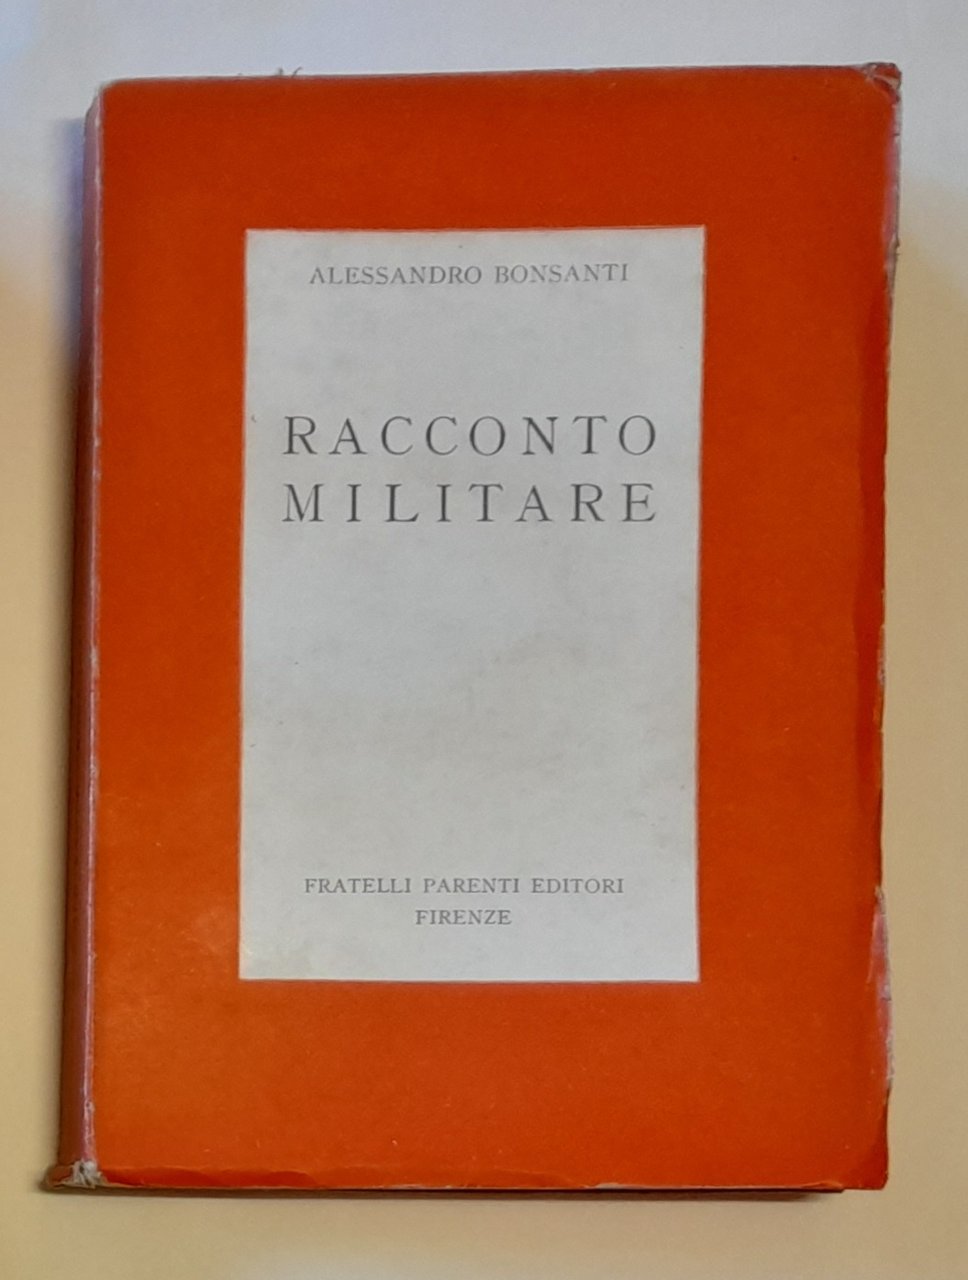 ALESSANDRO BONSANTI
RACCONTO
MILITARE
FRATELLI PARENTI EDITORI
FIRENZE